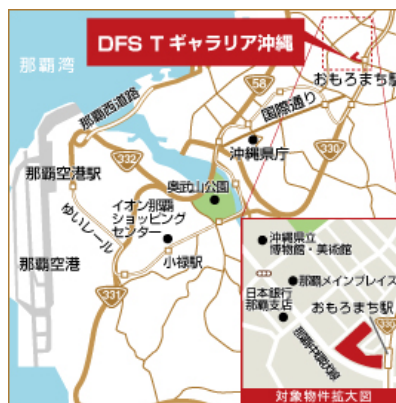 DFS T ギャラリア沖縄
那覇湾
おもろまち駅
58
国際通り
那覇西道路
332
沖縄県庁
330
那覇空港駅
奥武山公園
ゆいレール
イオン那覇
ショッピング
センター
小禄駅
那覇空港
331
沖縄県立
博物館・美術館
那覇メインプレイス
日本銀行
那覇支店
おもろまち駅
330
対象物件拡大図